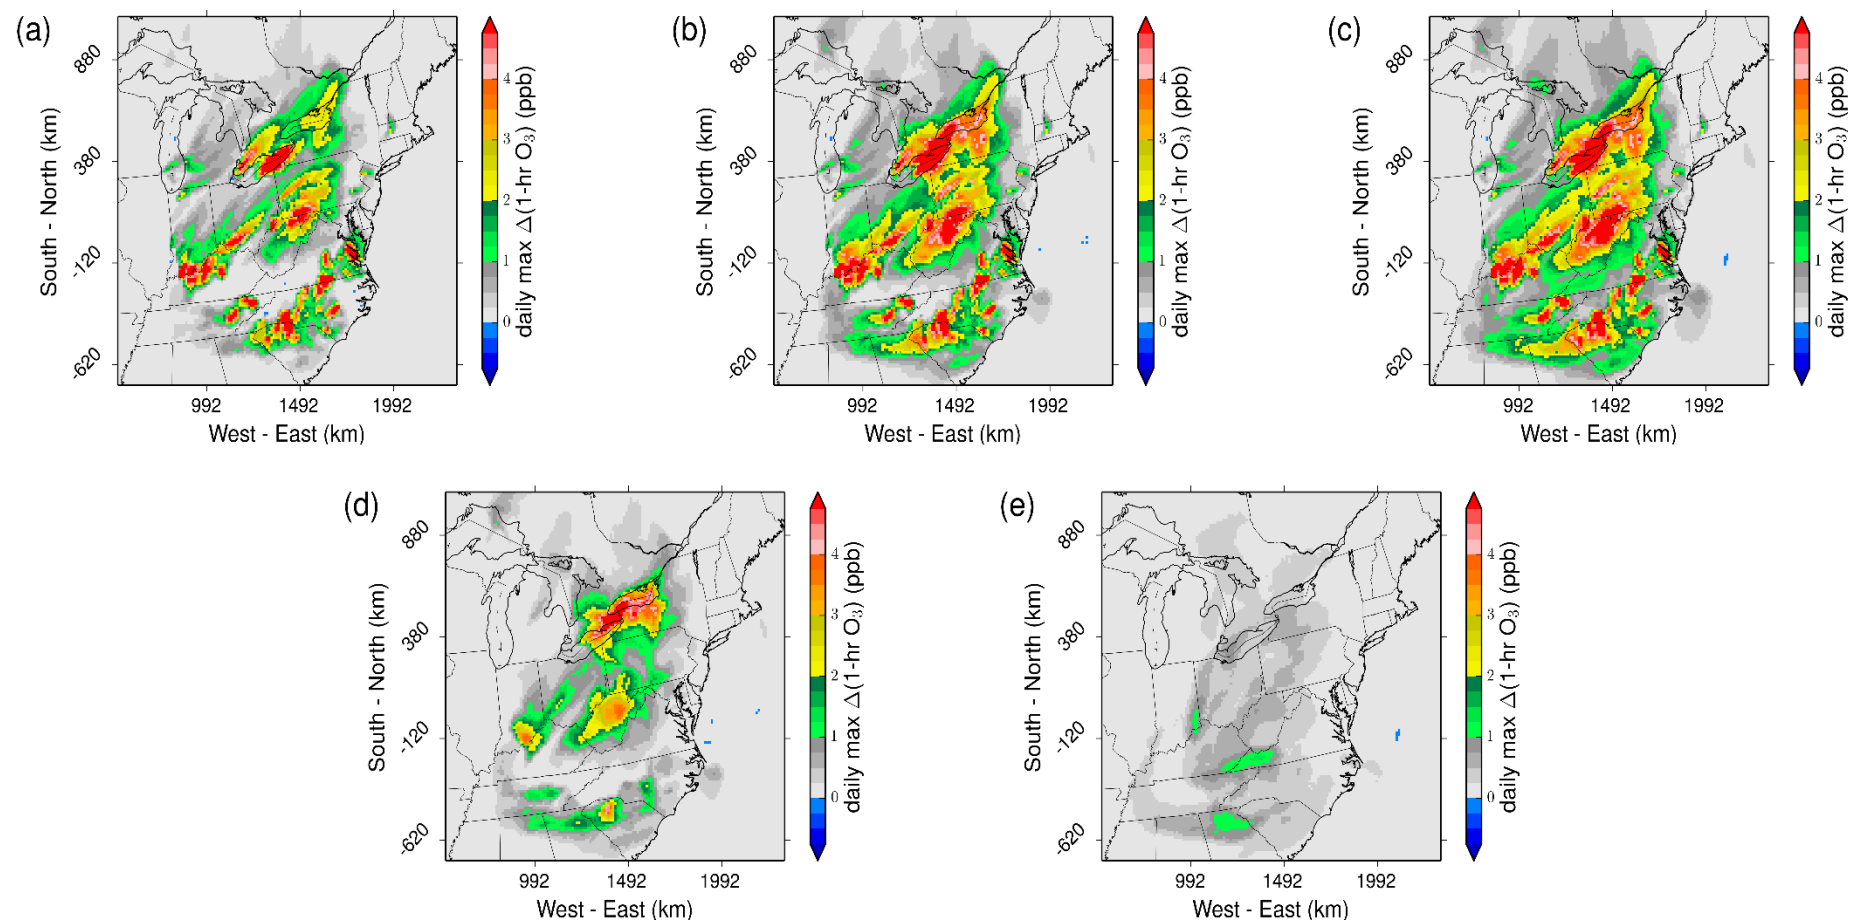 (a)
880
380
-120
-620
South - North (km)
992 1492 1992
West - East (km)
4
3
2
1
0
daily max Δ(1-hr O₃) (ppb)
(b)
880
380
-120
-620
South - North (km)
992 1492 1992
West - East (km)
4
3
2
1
0
daily max Δ(1-hr O₃) (ppb)
(c)
880
380
-120
-620
South - North (km)
992 1492 1992
West - East (km)
4
3
2
1
0
daily max Δ(1-hr O₃) (ppb)
(d)
880
380
-120
-620
South - North (km)
992 1492 1992
West - East (km)
4
3
2
1
0
daily max Δ(1-hr O₃) (ppb)
(e)
880
380
-120
-620
South - North (km)
992 1492 1992
West - East (km)
4
3
2
1
0
daily max Δ(1-hr O₃) (ppb)